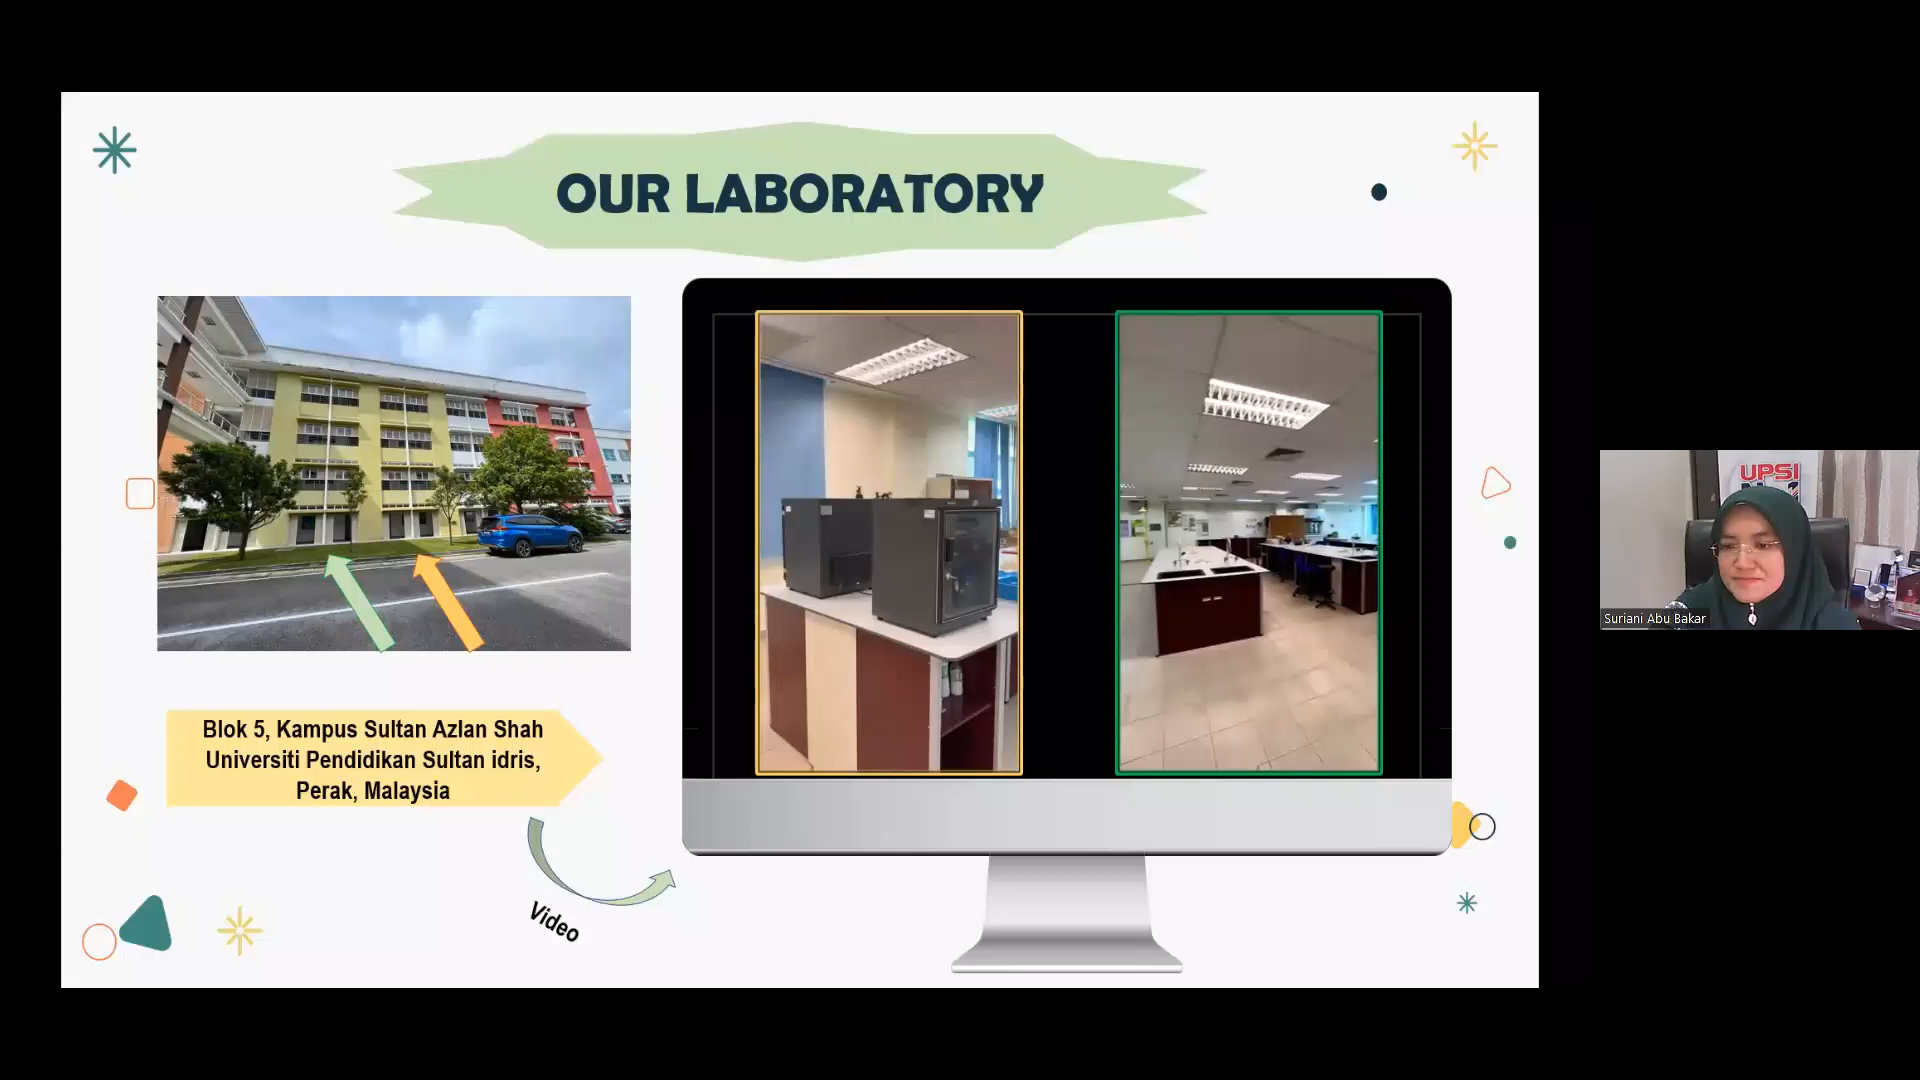 OUR LABORATORY
Blok 5, Kampus Sultan Azlan Shah
Universiti Pendidikan Sultan idris,
Perak, Malaysia
Video
UPSI
Suriani Abu Bakar